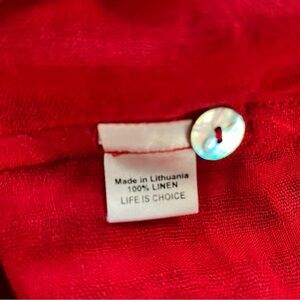 Made in Lithuania
100% LINEN
LIFE IS CHOICE